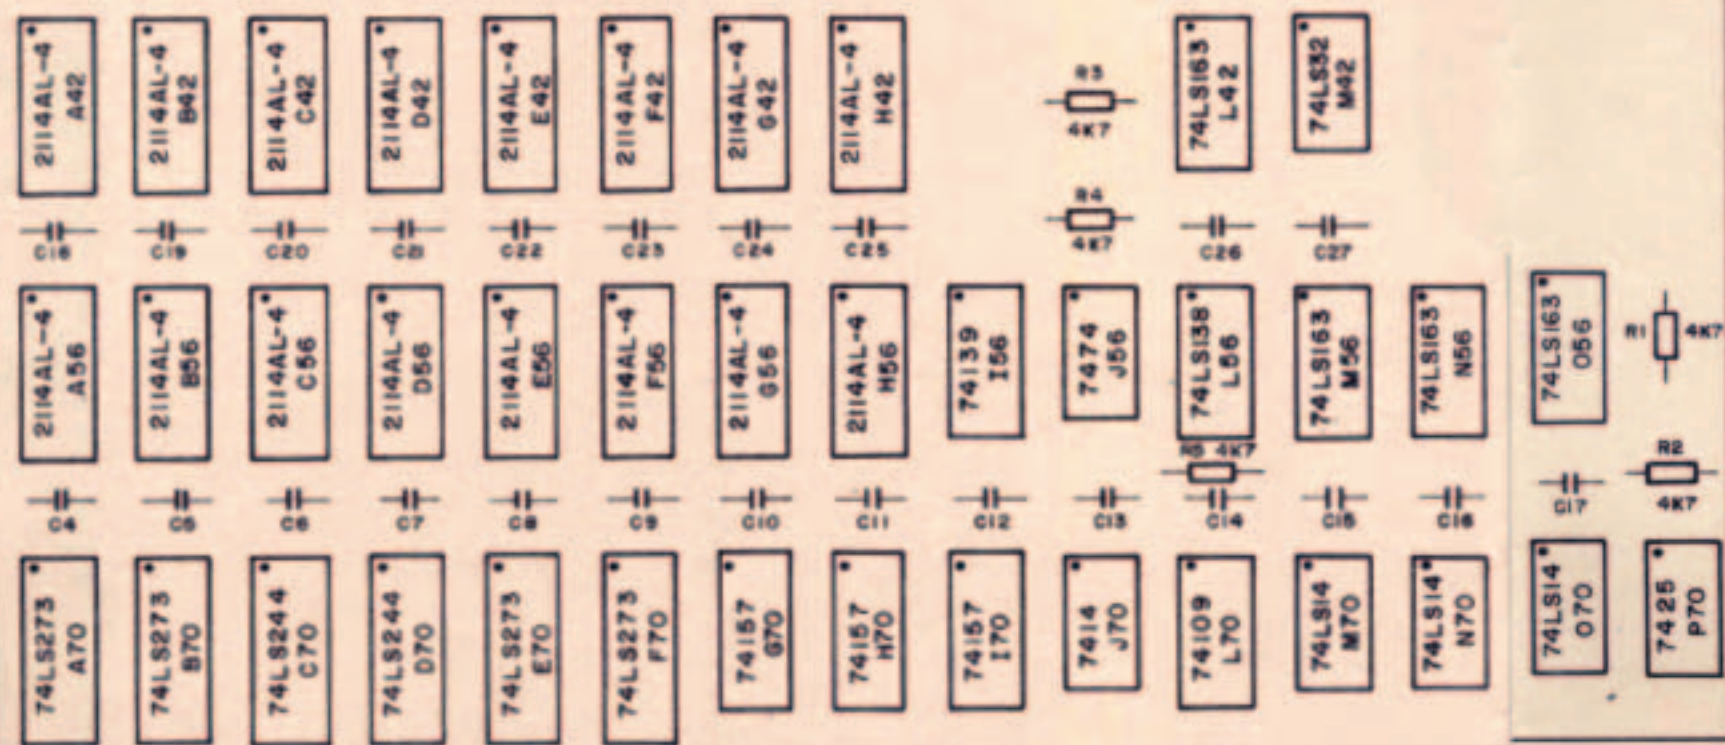 2114AL-4
A42
2114AL-4
B42
2114AL-4
C42
2114AL-4
D42
2114AL-4
E42
2114AL-4
F42
2114AL-4
G42
2114AL-4
H42
R3
4K7
74LS163
L42
74LS32
M42
R4
4K7
C18
C19
C20
C21
C22
C23
C24
C25
C26
C27
2114AL-4
A56
2114AL-4
B56
2114AL-4
C56
2114AL-4
D56
2114AL-4
E56
2114AL-4
F56
2114AL-4
G56
2114AL-4
H56
74139
I56
7474
J56
74LS138
L56
74LS163
M56
74LS163
N56
74LS163
O56
R1 4K7
R5 4K7
R2
4K7
C4
C5
C6
C7
C8
C9
C10
C11
C12
C13
C14
C15
C16
C17
74LS273
A70
74LS273
B70
74LS244
C70
74LS244
D70
74LS273
E70
74LS273
F70
74157
G70
74157
H70
74157
I70
7414
J70
74109
L70
74LS14
M70
74LS14
N70
74LS14
O70
7425
P70